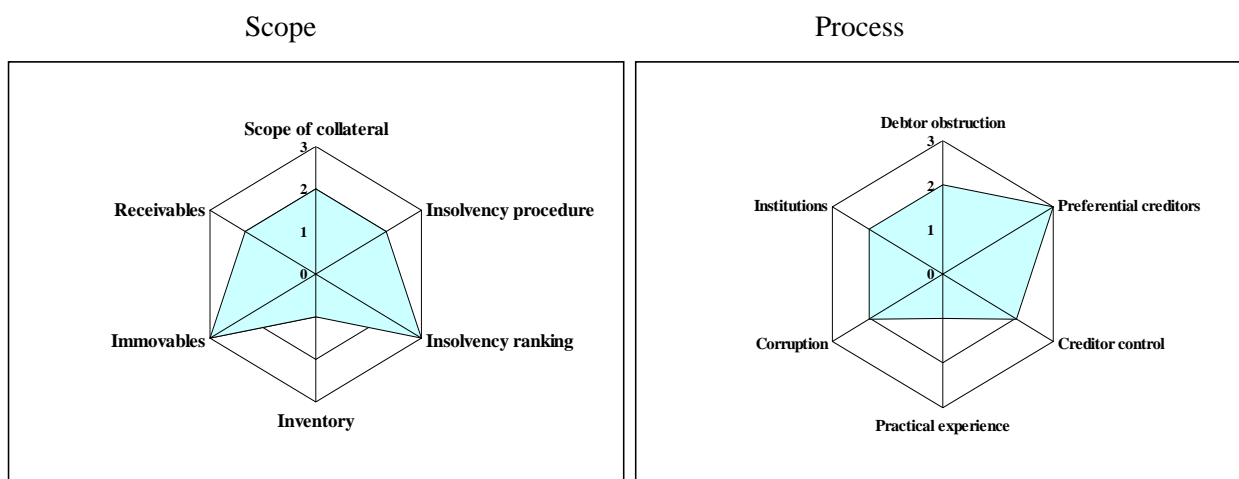 Scope
Process
Scope of collateral
3
2
1
0
Receivables
Insolvency procedure
Immovables
Insolvency ranking
Inventory
Debtor obstruction
3
2
1
0
Institutions
Preferential creditors
Corruption
Creditor control
Practical experience